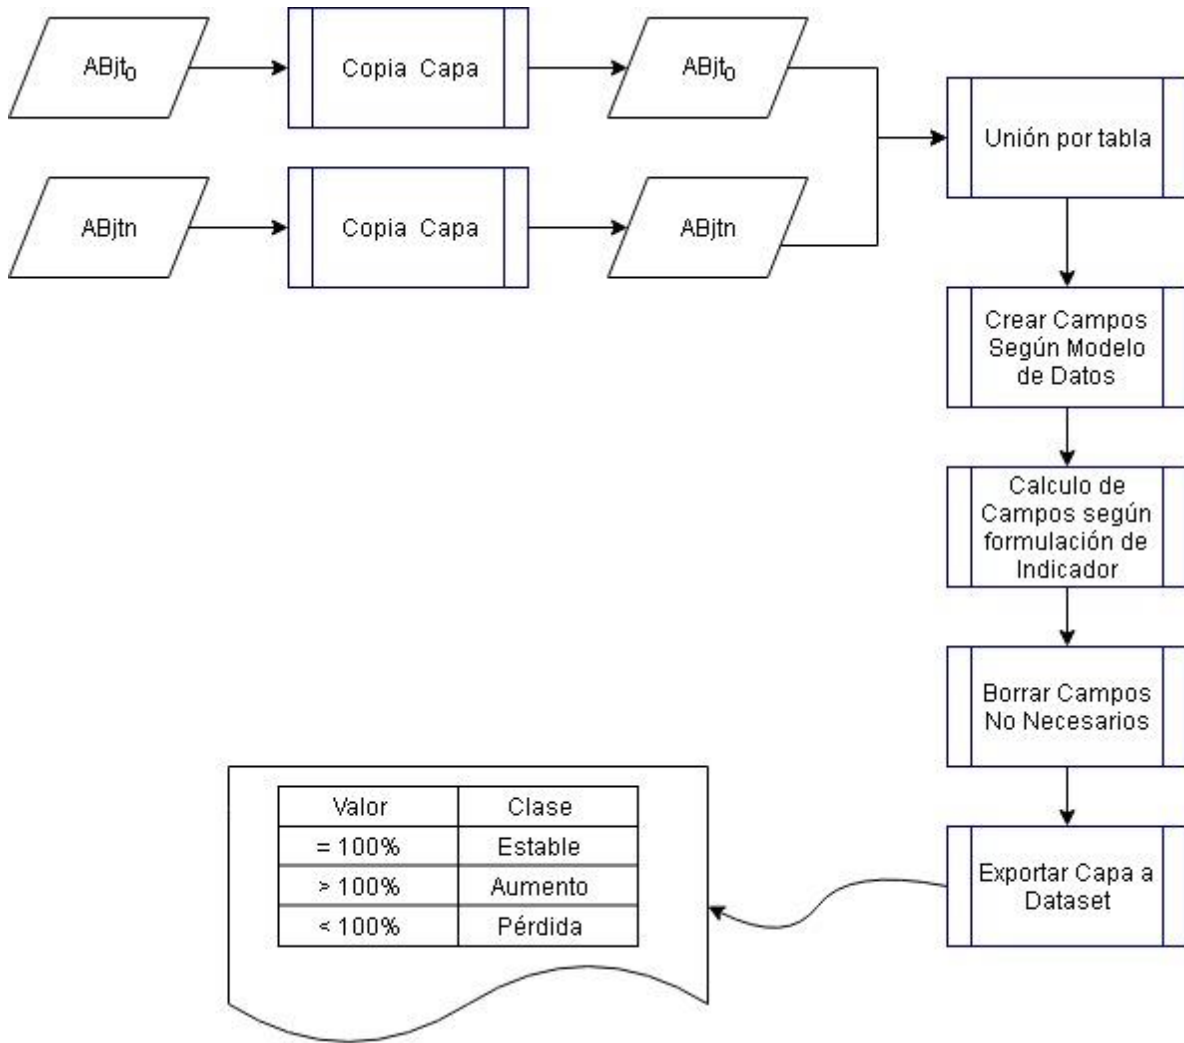 ABjt₀
Copia Capa
ABjt₀
Unión por tabla
ABjtn
Copia Capa
ABjtn
Crear Campos
Según Modelo
de Datos
Calculo de
Campos según
formulación de
Indicador
Borrar Campos
No Necesarios
Exportar Capa a
Dataset
Valor Clase
= 100% Estable
> 100% Aumento
< 100% Pérdida